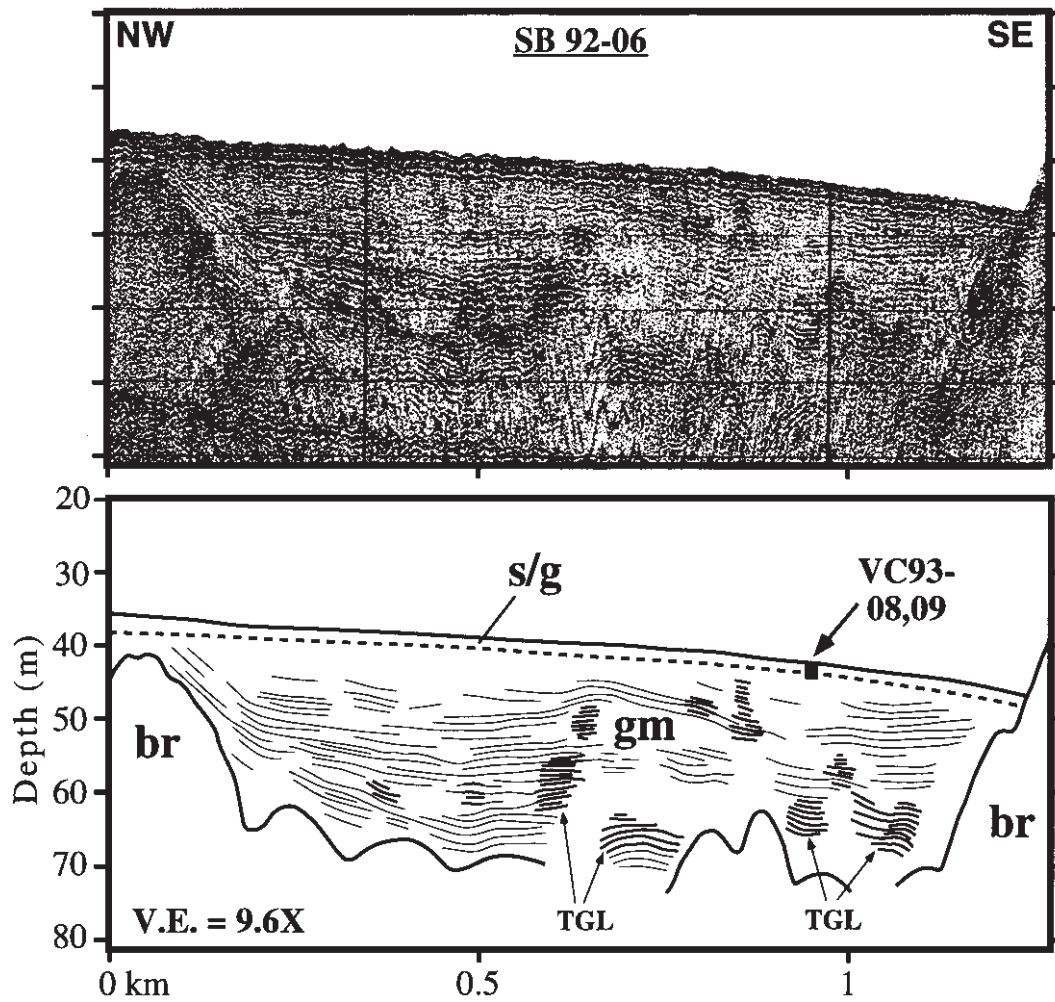 NW
SB 92-06
SE
20
30
40
50
60
70
80
Depth (m)
s/g
VC93-
08,09
br
gm
br
TGL
TGL
V.E. = 9.6X
0 km
0.5
1